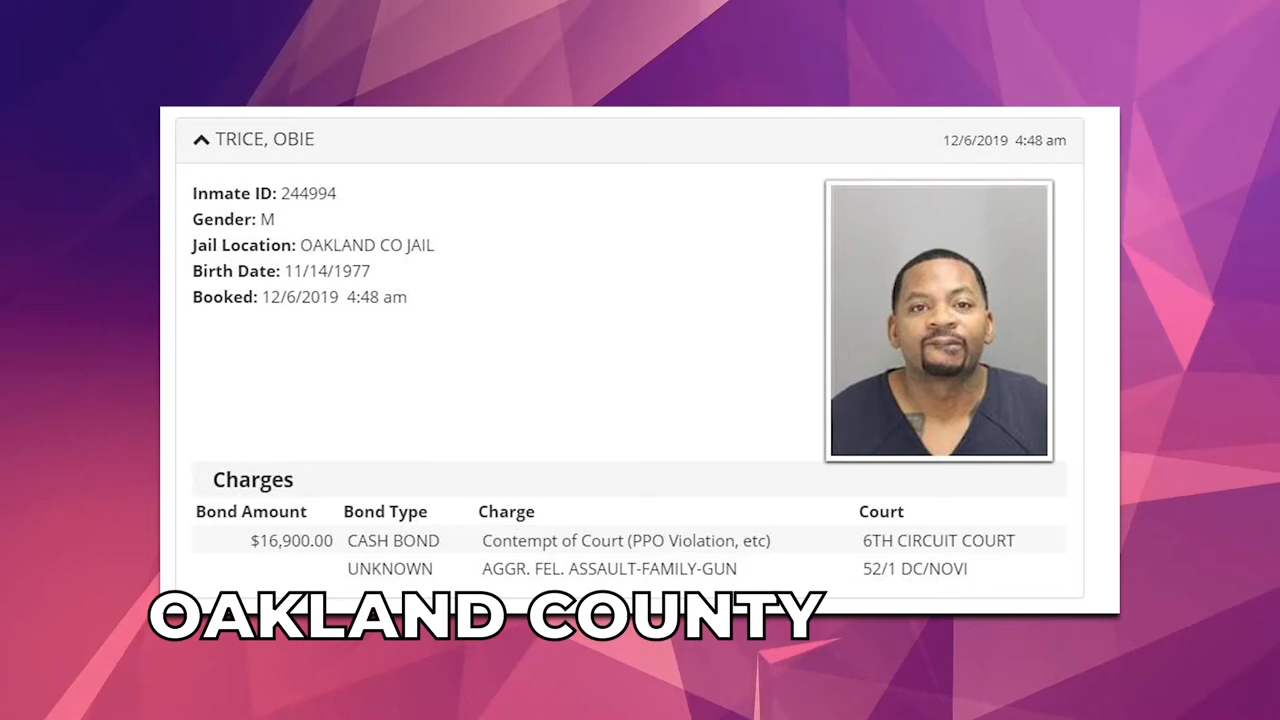 TRICE, OBIE 12/6/2019 4:48 am
Inmate ID: 244994
Gender: M
Jail Location: OAKLAND CO JAIL
Birth Date: 11/14/1977
Booked: 12/6/2019 4:48 am
Charges
Bond Amount Bond Type Charge Court
$16,900.00 CASH BOND Contempt of Court (PPO Violation, etc) 6TH CIRCUIT COURT
UNKNOWN AGGR. FEL. ASSAULT-FAMILY-GUN 52/1 DC/NOVI
OAKLAND COUNTY